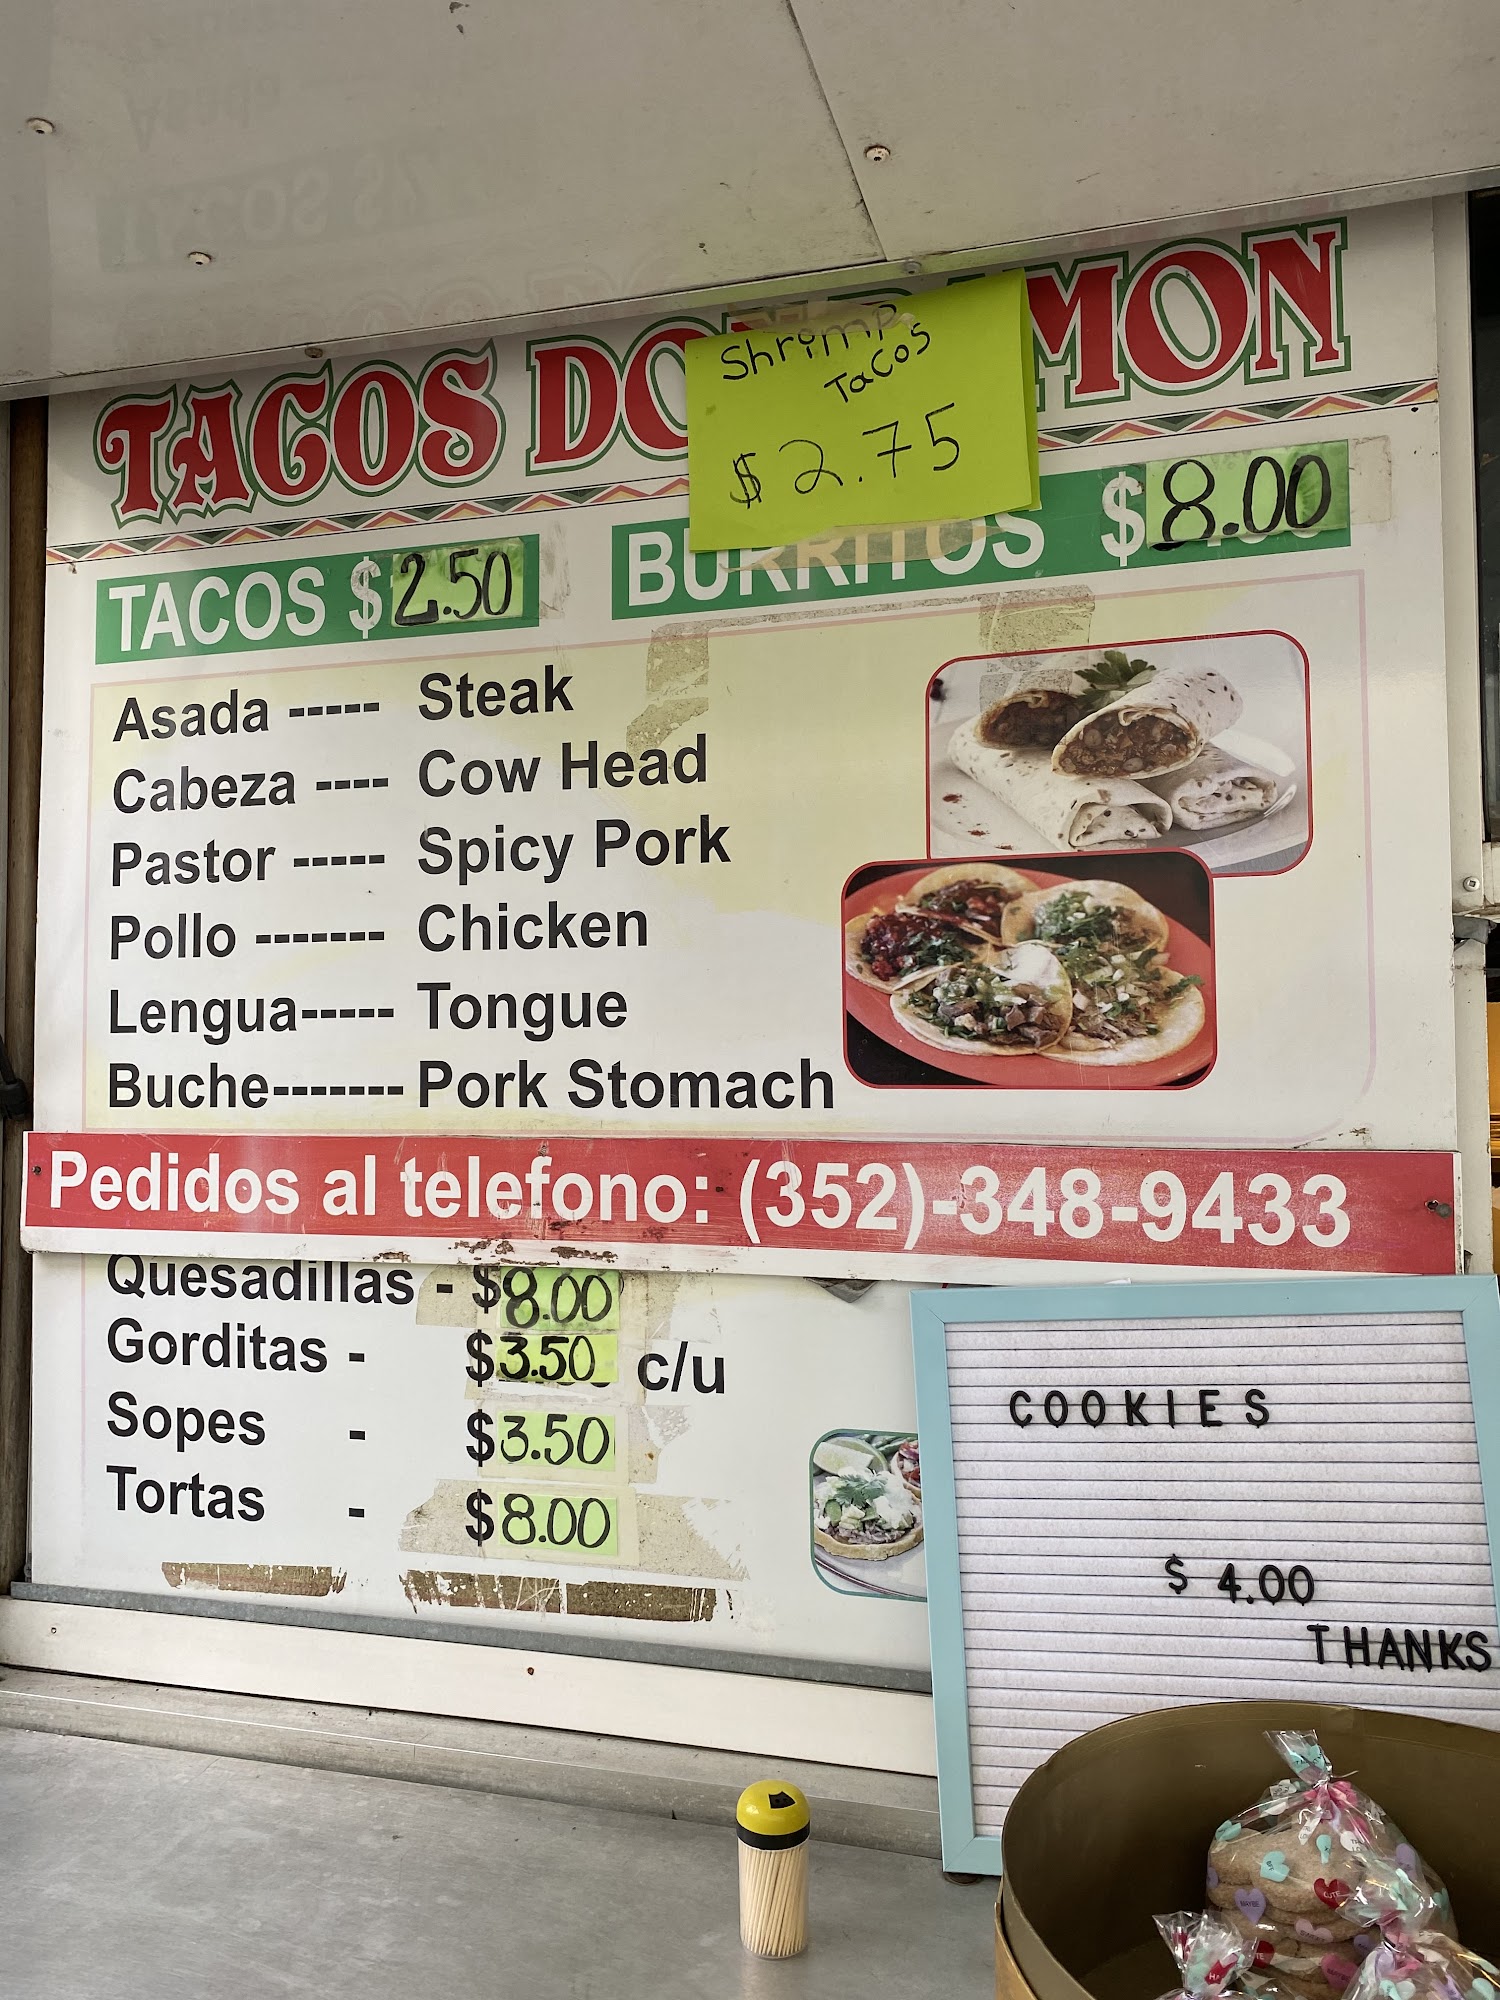 TACOS DON RAMON
Shrimp
Tacos
$2.75
TACOS $2.50
BURRITOS $8.00
Asada ----- Steak
Cabeza ---- Cow Head
Pastor ----- Spicy Pork
Pollo ------- Chicken
Lengua----- Tongue
Buche------- Pork Stomach
Pedidos al telefono: (352)-348-9433
Quesadillas - $8.00
Gorditas - $3.50 c/u
Sopes - $3.50
Tortas - $8.00
COOKIES
$ 4.00
THANKS